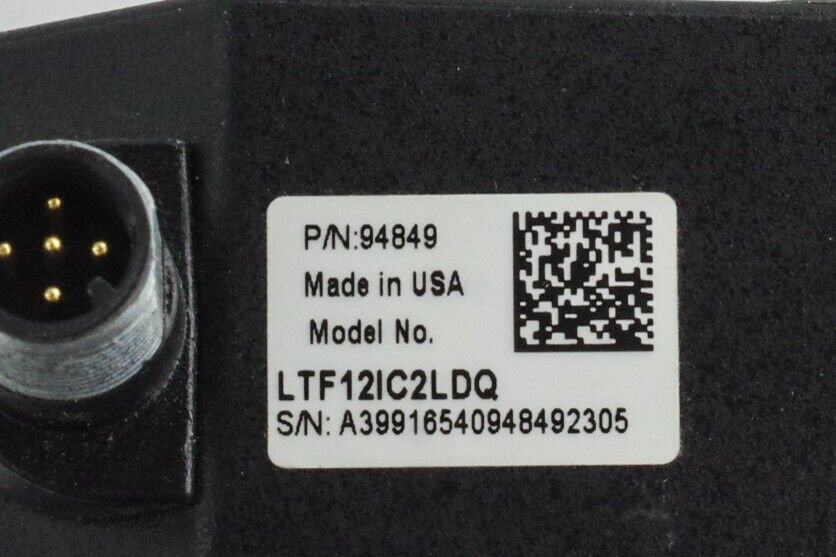 P/N:94849
Made in USA
Model No.
LTF12IC2LDQ
S/N: A39916540948492305